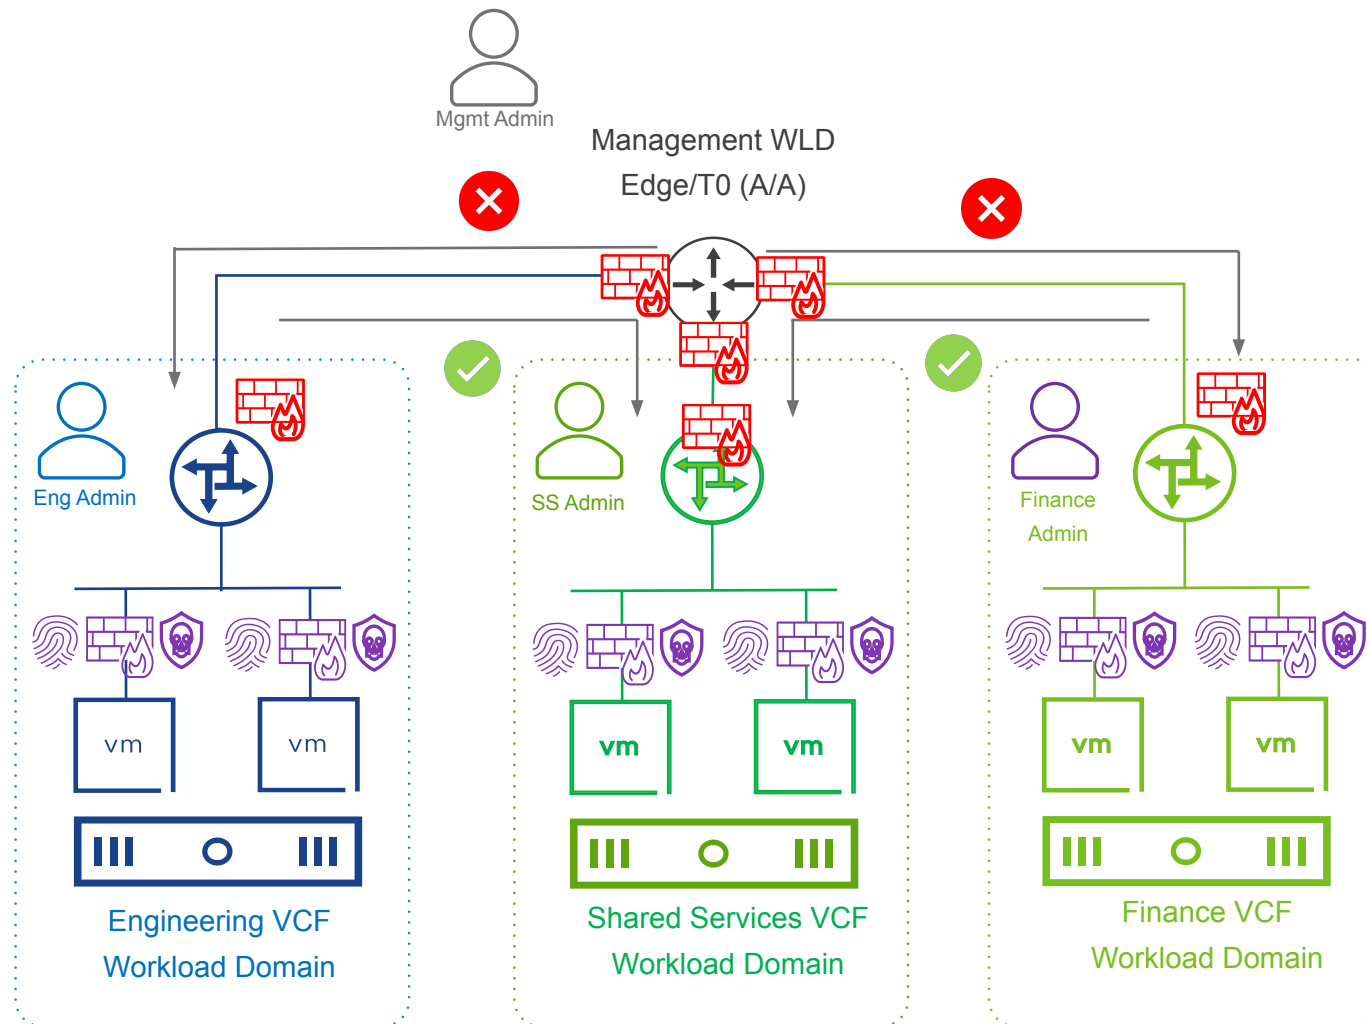 Mgmt Admin
Management WLD
Edge/T0 (A/A)
Eng Admin
SS Admin
Finance
Admin
vm
vm
vm
vm
vm
vm
Engineering VCF
Workload Domain
Shared Services VCF
Workload Domain
Finance VCF
Workload Domain